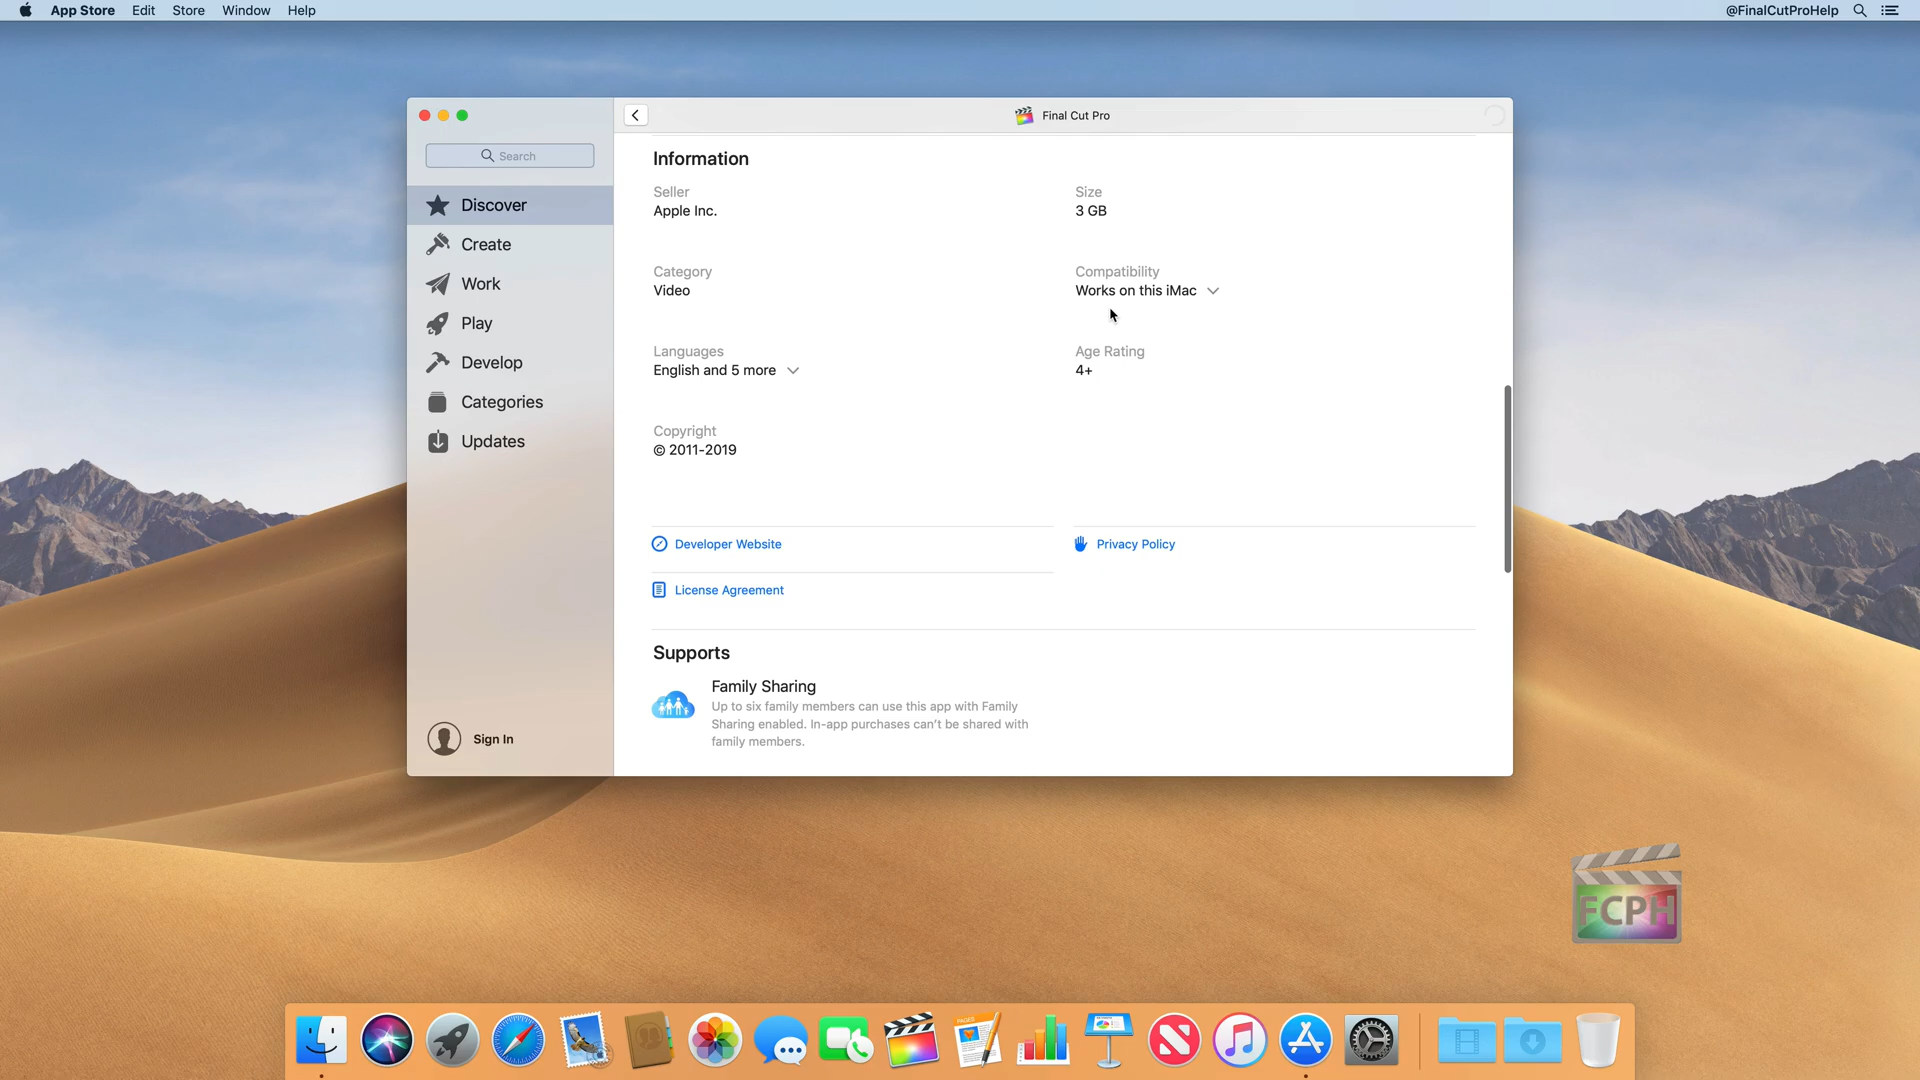 App Store Edit Store Window Help
@FinalCutProHelp
Final Cut Pro
Search
Discover
Create
Work
Play
Develop
Categories
Updates
Sign In
Information
Seller
Apple Inc.
Size
3 GB
Category
Video
Compatibility
Works on this iMac
Languages
English and 5 more
Age Rating
4+
Copyright
© 2011-2019
Developer Website
Privacy Policy
License Agreement
Supports
Family Sharing
Up to six family members can use this app with Family
Sharing enabled. In-app purchases can't be shared with
family members.
FCPH
PAGES